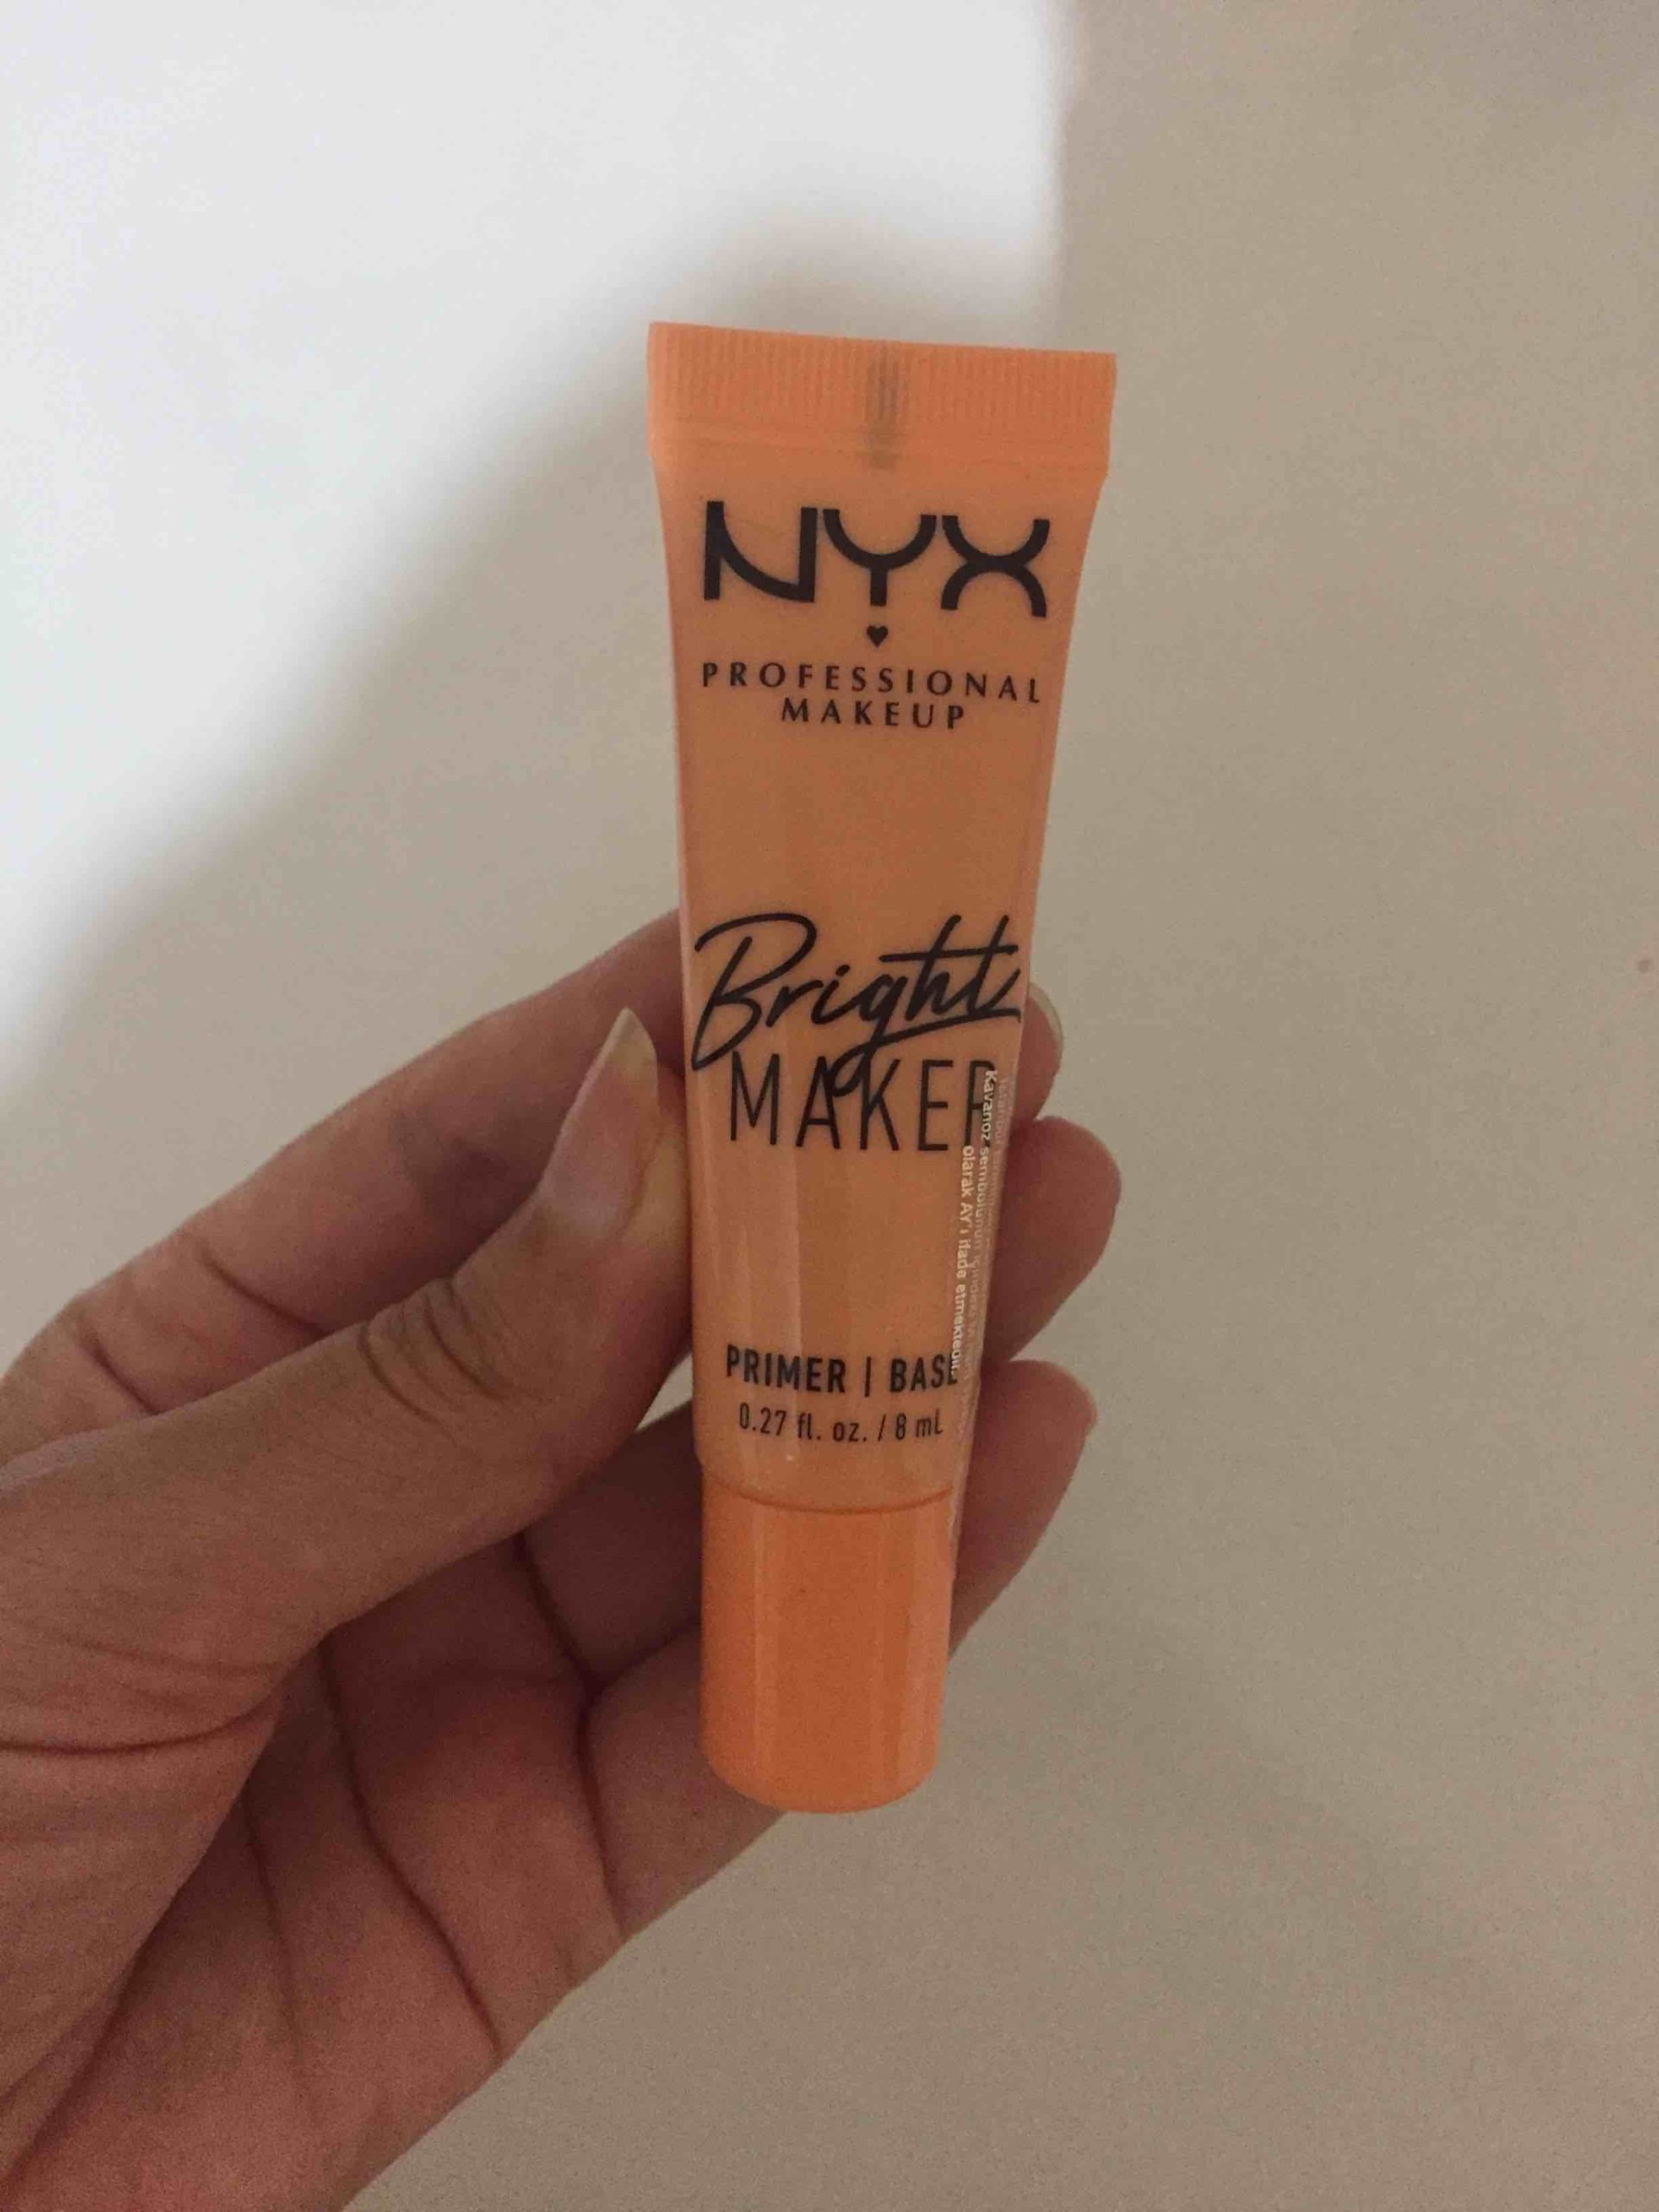 NYX
PROFESSIONAL
MAKEUP
Bright
MAKER
PRIMER | BASE
0.27 fl. oz. / 8 mL
Kavanoz sembolünün içindeki
olarak AY'ı ifade etmektedir.